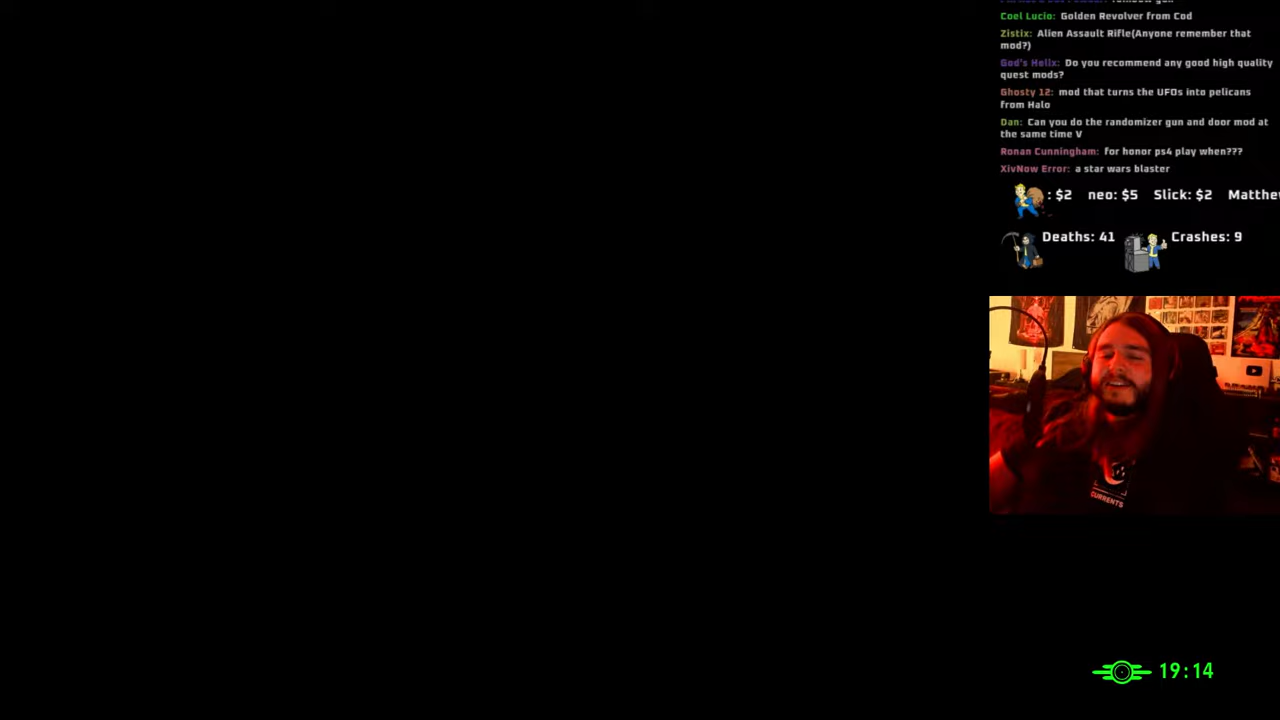 Coel Lucio: Golden Revolver from Cod
Zistix: Alien Assault Rifle(Anyone remember that
mod?)
God's Helix: Do you recommend any good high quality
quest mods?
Ghosty 12: mod that turns the UFOs into pelicans
from Halo
Dan: Can you do the randomizer gun and door mod at
the same time V
Ronan Cunningham: for honor ps4 play when???
XivNow Error: a star wars blaster
: $2 neo: $5 Slick: $2 Matthew
Deaths: 41 Crashes: 9
CURRENTS
19:14